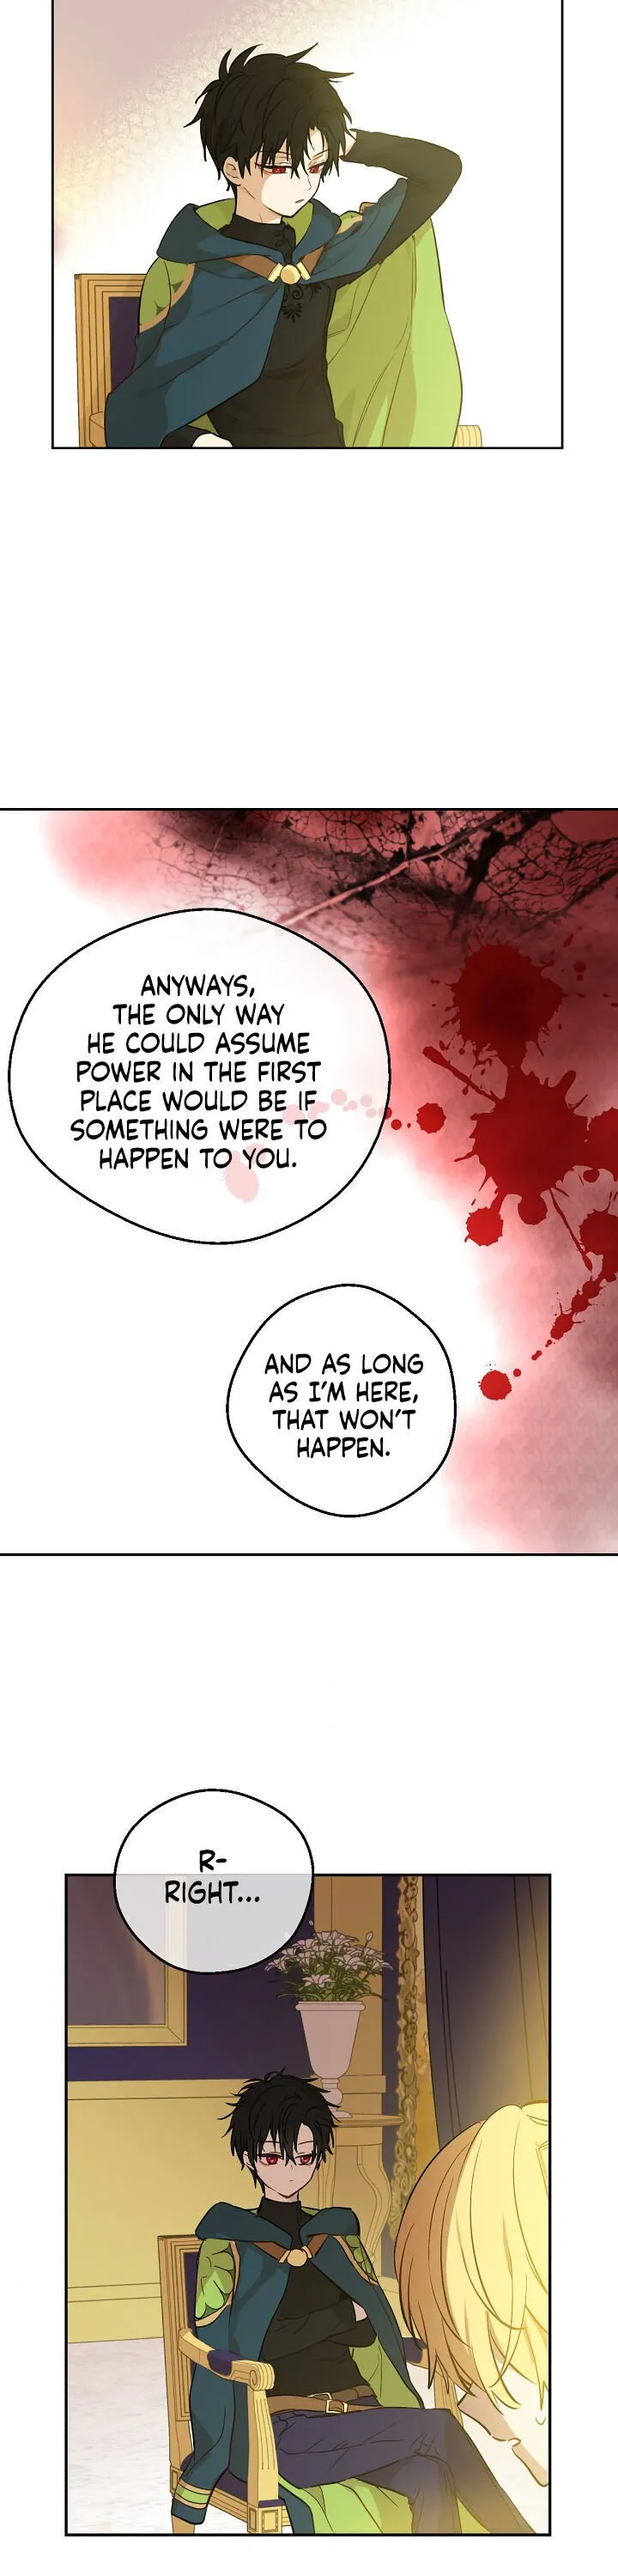 ANYWAYS,
THE ONLY WAY
HE COULD ASSUME
POWER IN THE FIRST
PLACE WOULD BE IF
SOMETHING WERE TO
HAPPEN TO YOU.
AND AS LONG
AS I'M HERE,
THAT WON'T
HAPPEN.
R-
RIGHT...